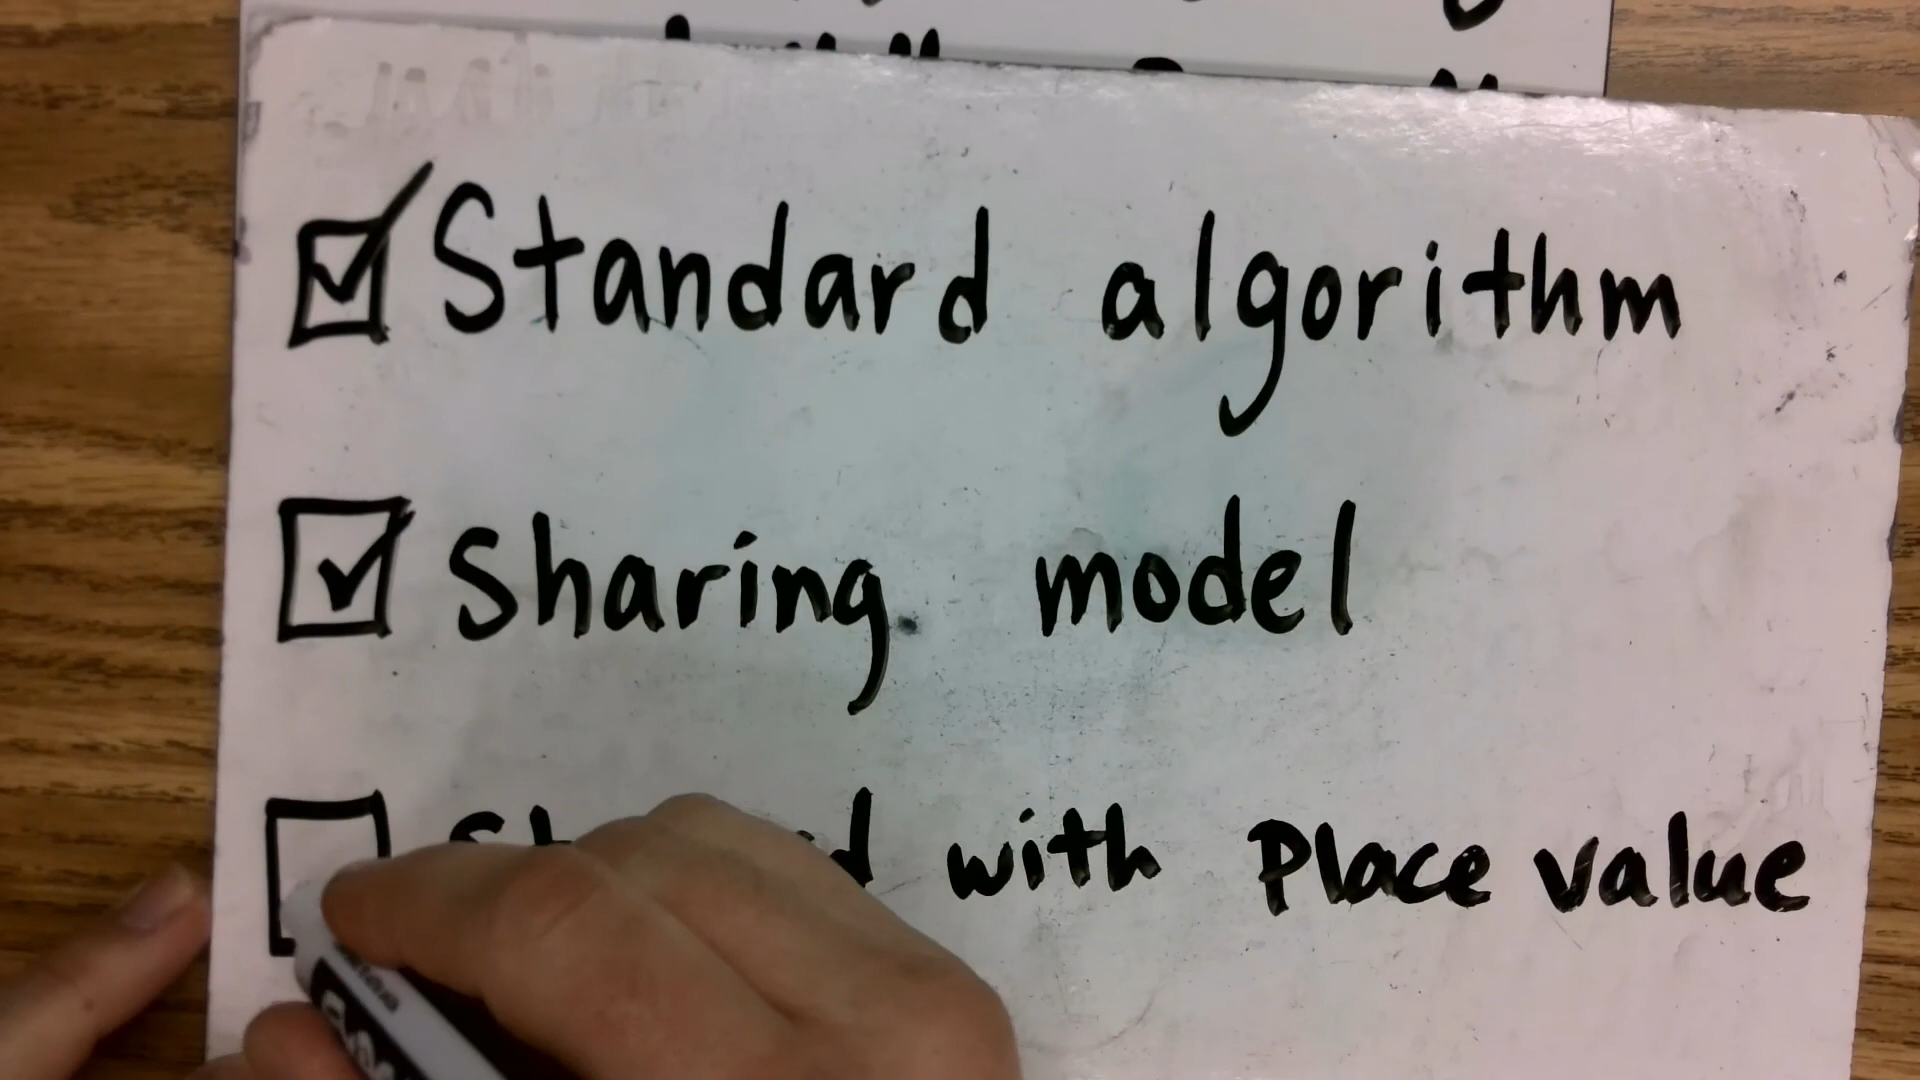 Standard algorithm
Sharing model
with Place value